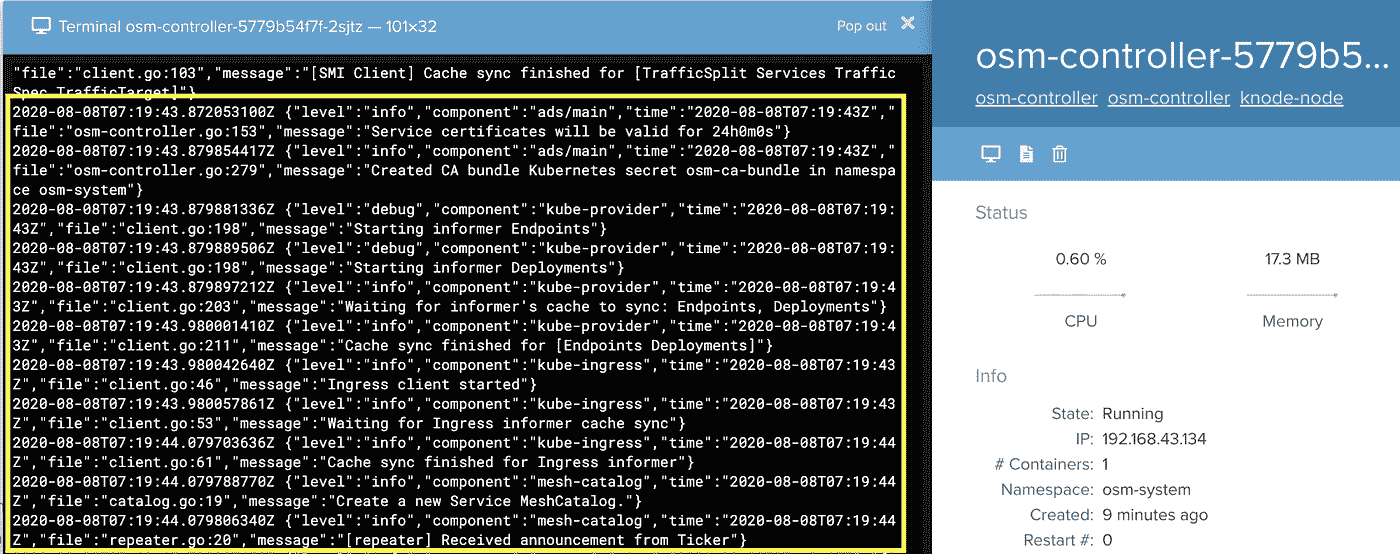 Terminal osm-controller-5779b54f7f-2sjtz — 101×32
Pop out
"file":"client.go:103","message":"[SMI Client] Cache sync finished for [TrafficSplit Services Traffic
Spec TrafficTarget]"}
2020-08-08T07:19:43.872053100Z {"level":"info","component":"ads/main","time":"2020-08-08T07:19:43Z","
file":"osm-controller.go:153","message":"Service certificates will be valid for 24h0m0s"}
2020-08-08T07:19:43.879854417Z {"level":"info","component":"ads/main","time":"2020-08-08T07:19:43Z","
file":"osm-controller.go:279","message":"Created CA bundle Kubernetes secret osm-ca-bundle in namespa
ce osm-system"}
2020-08-08T07:19:43.879881336Z {"level":"debug","component":"kube-provider","time":"2020-08-08T07:19:
43Z","file":"client.go:198","message":"Starting informer Endpoints"}
2020-08-08T07:19:43.879889506Z {"level":"debug","component":"kube-provider","time":"2020-08-08T07:19:
43Z","file":"client.go:198","message":"Starting informer Deployments"}
2020-08-08T07:19:43.879897212Z {"level":"info","component":"kube-provider","time":"2020-08-08T07:19:4
3Z","file":"client.go:203","message":"Waiting for informer's cache to sync: Endpoints, Deployments"}
2020-08-08T07:19:43.980001410Z {"level":"info","component":"kube-provider","time":"2020-08-08T07:19:4
3Z","file":"client.go:211","message":"Cache sync finished for [Endpoints Deployments]"}
2020-08-08T07:19:43.980042640Z {"level":"info","component":"kube-ingress","time":"2020-08-08T07:19:43
Z","file":"client.go:46","message":"Ingress client started"}
2020-08-08T07:19:43.980057861Z {"level":"info","component":"kube-ingress","time":"2020-08-08T07:19:43
Z","file":"client.go:53","message":"Waiting for Ingress informer cache sync"}
2020-08-08T07:19:44.079703636Z {"level":"info","component":"kube-ingress","time":"2020-08-08T07:19:44
Z","file":"client.go:61","message":"Cache sync finished for Ingress informer"}
2020-08-08T07:19:44.079788770Z {"level":"info","component":"mesh-catalog","time":"2020-08-08T07:19:44
Z","file":"catalog.go:19","message":"Create a new Service MeshCatalog."}
2020-08-08T07:19:44.079806340Z {"level":"info","component":"mesh-catalog","time":"2020-08-08T07:19:44
Z","file":"repeater.go:20","message":"[repeater] Received announcement from Ticker"}
osm-controller-5779b5...
osm-controller osm-controller knode-node
Status
0.60 % 17.3 MB
CPU Memory
Info
State: Running
IP: 192.168.43.134
# Containers: 1
Namespace: osm-system
Created: 9 minutes ago
Restart #: 0